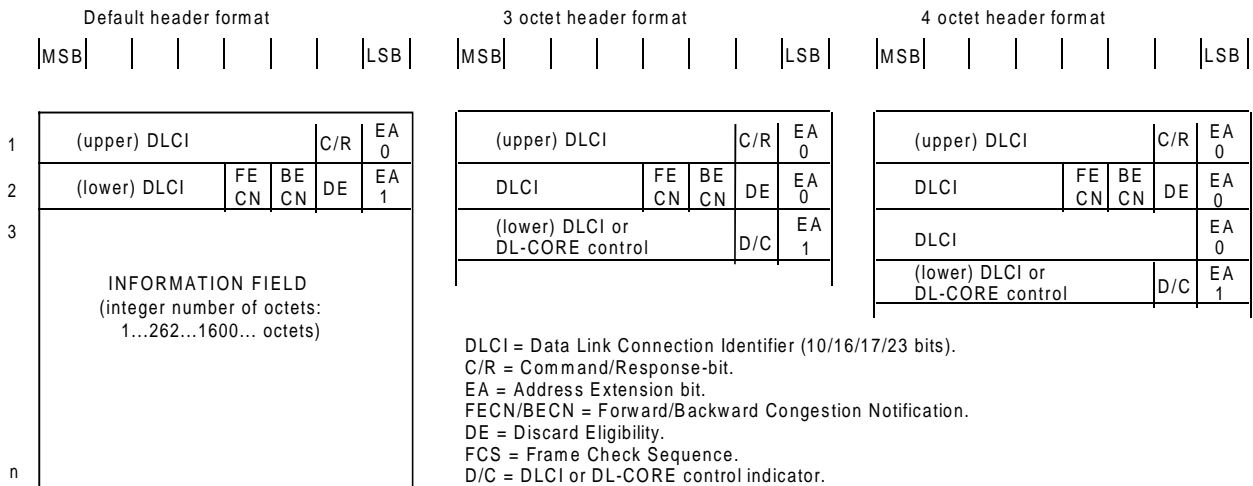 Default header format 3 octet header format 4 octet header format
MSB LSB MSB LSB MSB LSB
1 (upper) DLCI C/R EA 0 (upper) DLCI C/R EA 0 (upper) DLCI C/R EA 0
2 (lower) DLCI FE CN BE CN DE EA 1 DLCI FE CN BE CN DE EA 0 DLCI FE CN BE CN DE EA 0
3 (lower) DLCI or DL-CORE control D/C EA 1 DLCI EA 0
(lower) DLCI or DL-CORE control D/C EA 1
INFORMATION FIELD
(integer number of octets:
1...262...1600... octets)
DLCI = Data Link Connection Identifier (10/16/17/23 bits).
C/R = Command/Response-bit.
EA = Address Extension bit.
FECN/BECN = Forward/Backward Congestion Notification.
DE = Discard Eligibility.
FCS = Frame Check Sequence.
n D/C = DLCI or DL-CORE control indicator.